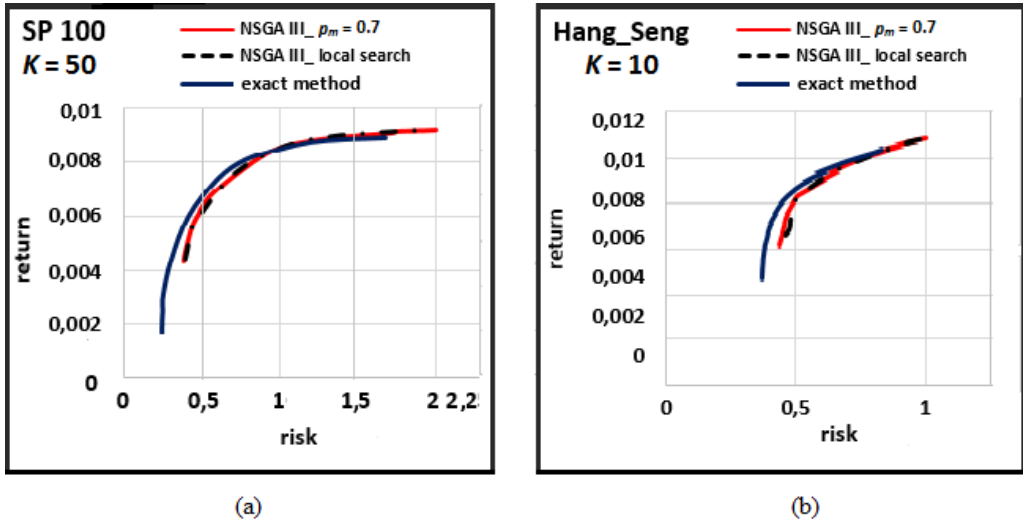 SP 100
K = 50
NSGA III_ pm = 0.7
NSGA III_ local search
exact method
0,01
0,008
0,006
0,004
0,002
0
return
0 0,5 1 1,5 2 2,25
risk
(a)
Hang_Seng
K = 10
NSGA III_ pm = 0.7
NSGA III_ local search
exact method
0,012
0,01
0,008
0,006
0,004
0,002
0
return
0 0,5 1
risk
(b)